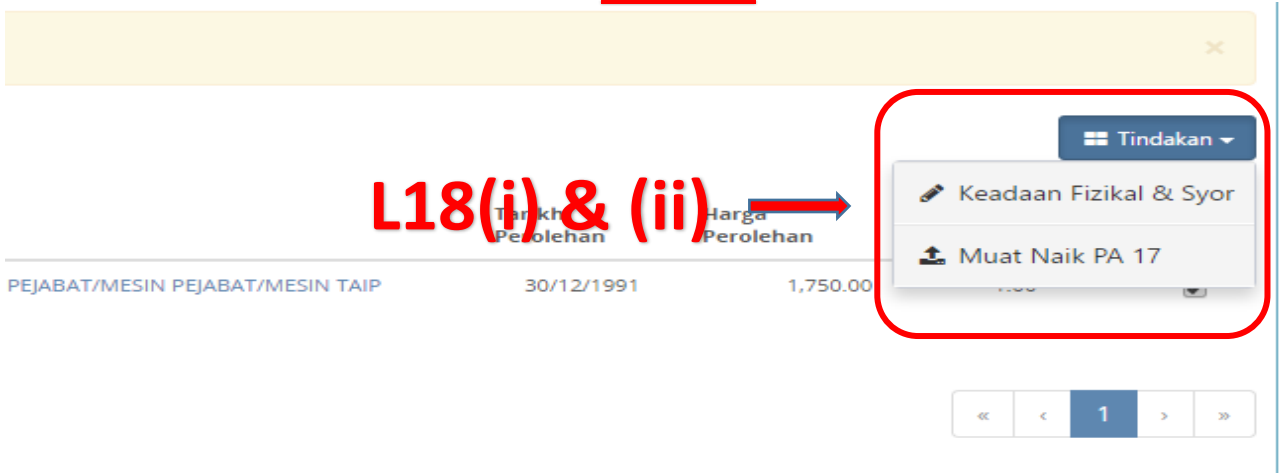 ×
Tindakan
L18(i) & (ii)
Keadaan Fizikal & Syor
Muat Naik PA 17
Tarikh Perolehan
Harga Perolehan
PEJABAT/MESIN PEJABAT/MESIN TAIP 30/12/1991 1,750.00
« ‹ 1 › »